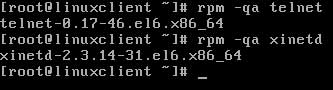 [root@linuxclient ~]# rpm -qa telnet
telnet-0.17-46.el6.x86_64
[root@linuxclient ~]# rpm -qa xinetd
xinetd-2.3.14-31.el6.x86_64
[root@linuxclient ~]# _